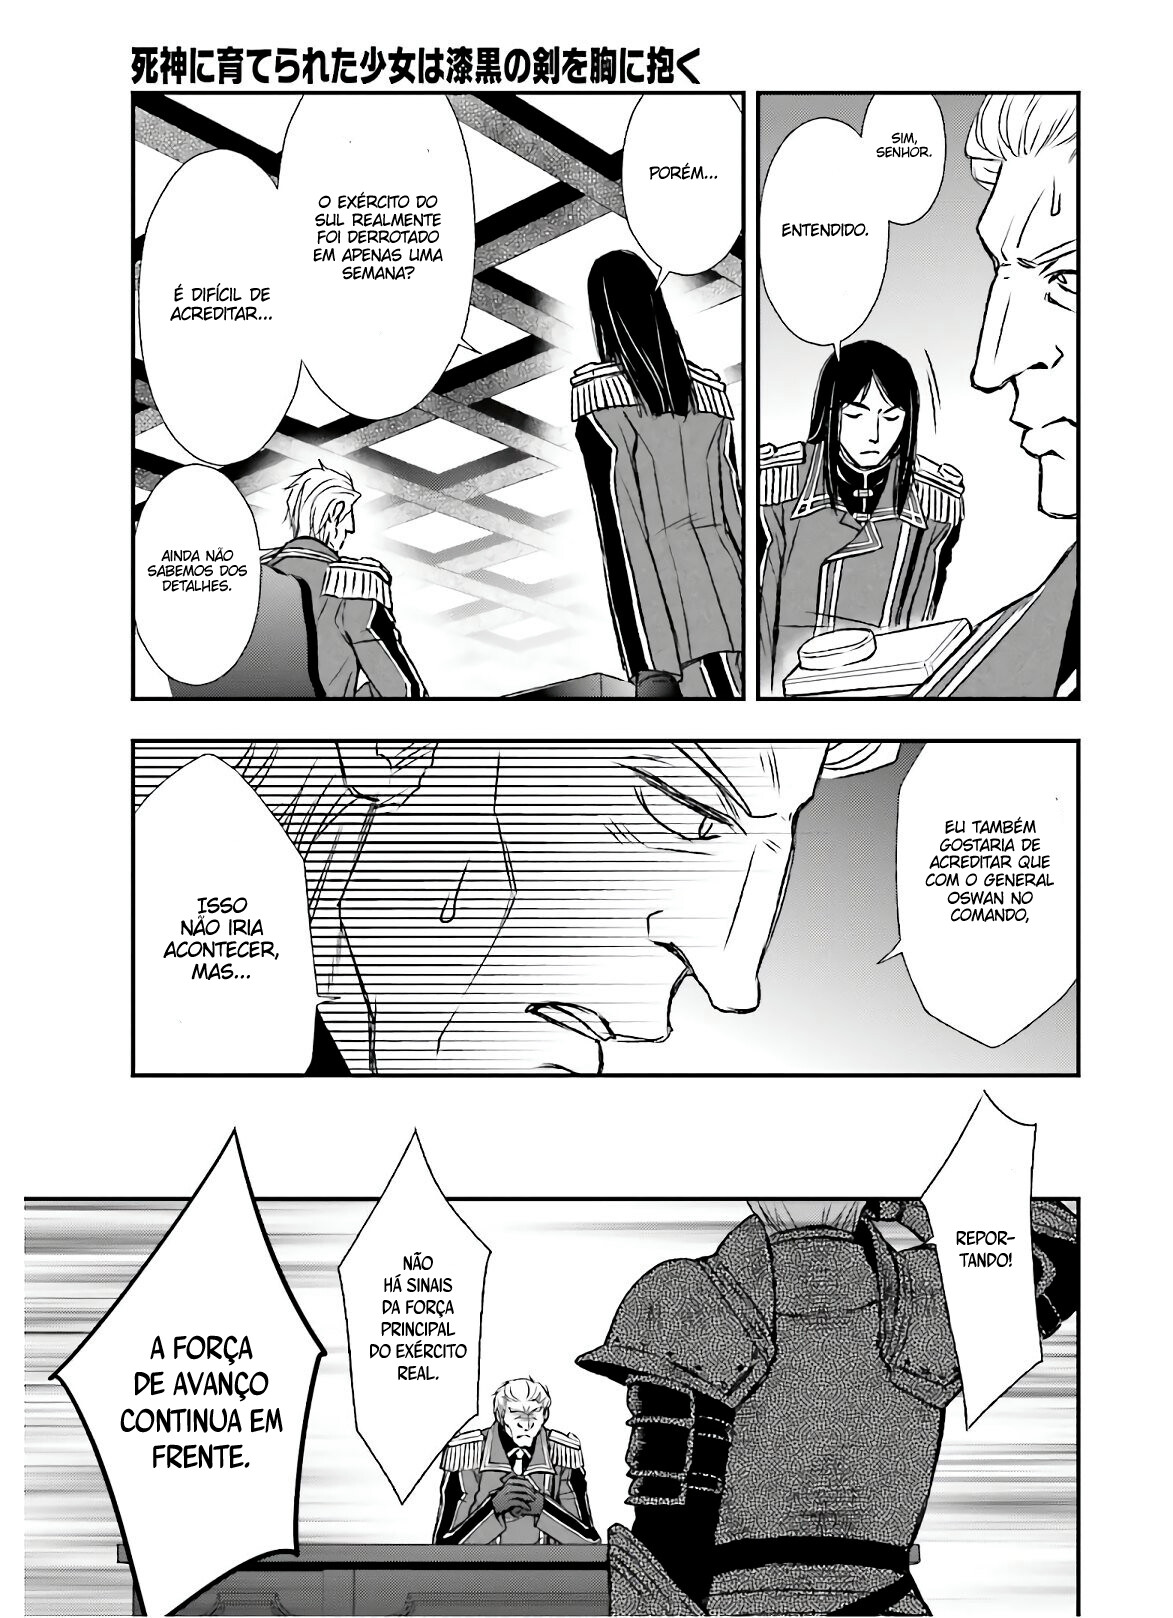 死神に育てられた少女は漆黒の剣を胸に抱く
SIM,
SENHOR.
ENTENDIDO.
PORÉM...
O EXÉRCITO DO
SUL REALMENTE
FOI DERROTADO
EM APENAS UMA
SEMANA?
É DIFÍCIL DE
ACREDITAR...
AINDA NÃO
SABEMOS DOS
DETALHES.
EU TAMBÉM
GOSTARIA DE
ACREDITAR QUE
COM O GENERAL
OSWAN NO
COMANDO,
ISSO
NÃO IRIA
ACONTECER,
MAS...
REPOR-
TANDO!
NÃO
HÁ SINAIS
DA FORÇA
PRINCIPAL
DO EXÉRCITO
REAL.
A FORÇA
DE AVANÇO
CONTINUA EM
FRENTE.